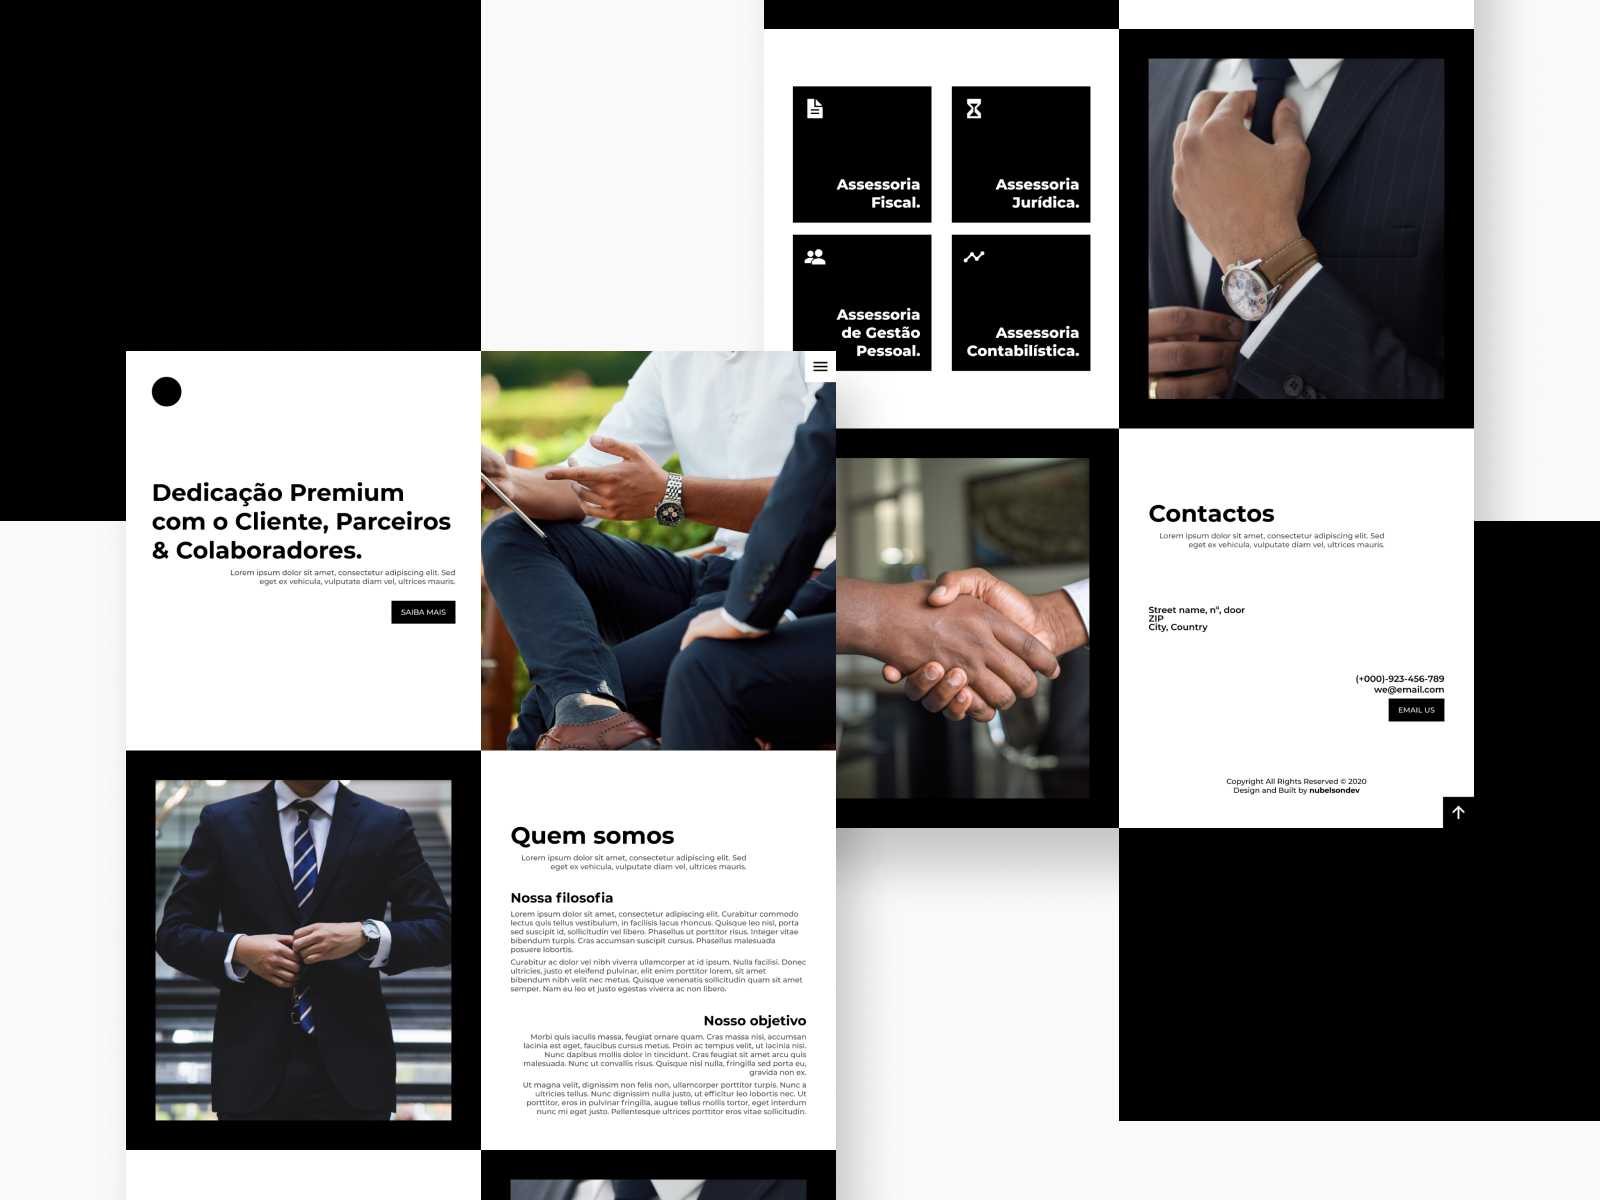 Assessoria
Fiscal.
Assessoria
Jurídica.
Assessoria
de Gestão
Pessoal.
Assessoria
Contabilística.
Dedicação Premium
com o Cliente, Parceiros
& Colaboradores.
Lorem ipsum dolor sit amet, consectetur adipiscing elit. Sed
eget ex vehicula, vulputate diam vel, ultrices mauris.
SAIBA MAIS
Contactos
Lorem ipsum dolor sit amet, consectetur adipiscing elit. Sed
eget ex vehicula, vulputate diam vel, ultrices mauris.
Street name, nº, door
ZIP
City, Country
(+000)-923-456-789
we@email.com
EMAIL US
Copyright All Rights Reserved © 2020
Design and Built by nubelsondev
Quem somos
Lorem ipsum dolor sit amet, consectetur adipiscing elit. Sed
eget ex vehicula, vulputate diam vel, ultrices mauris.
Nossa filosofia
Lorem ipsum dolor sit amet, consectetur adipiscing elit. Curabitur commodo
lectus quis tellus vestibulum, in facilisis lacus rhoncus. Quisque leo nisl, porta
sed suscipit id, sollicitudin vel libero. Phasellus ut porttitor risus. Integer vitae
bibendum turpis. Cras accumsan suscipit cursus. Phasellus malesuada
posuere lobortis.
Curabitur ac dolor vel nibh viverra ullamcorper at id ipsum. Nulla facilisi. Donec
ultricies, justo et eleifend pulvinar, elit enim porttitor lorem, sit amet
bibendum nibh velit nec metus. Quisque venenatis sollicitudin quam sit amet
semper. Nam eu leo et justo egestas viverra ac non libero.
Nosso objetivo
Morbi quis iaculis massa, feugiat ornare quam. Cras massa nisi, accumsan
lacinia est eget, faucibus cursus metus. Proin ac tempus velit, ut lacinia nisi.
Nunc dapibus mollis dolor in tincidunt. Cras feugiat sit amet arcu quis
malesuada. Nunc ut convallis risus. Quisque nisi nulla, fringilla sed porta eu,
gravida non ex.
Ut magna velit, dignissim non felis non, ullamcorper porttitor turpis. Nunc a
ultricies tellus. Nunc dignissim nulla justo, ut efficitur leo lobortis nec. Ut
porttitor, eros in pulvinar fringilla, augue tellus mollis tortor, eget interdum
nunc mi eget justo. Pellentesque ultrices porttitor eros vitae sollicitudin.